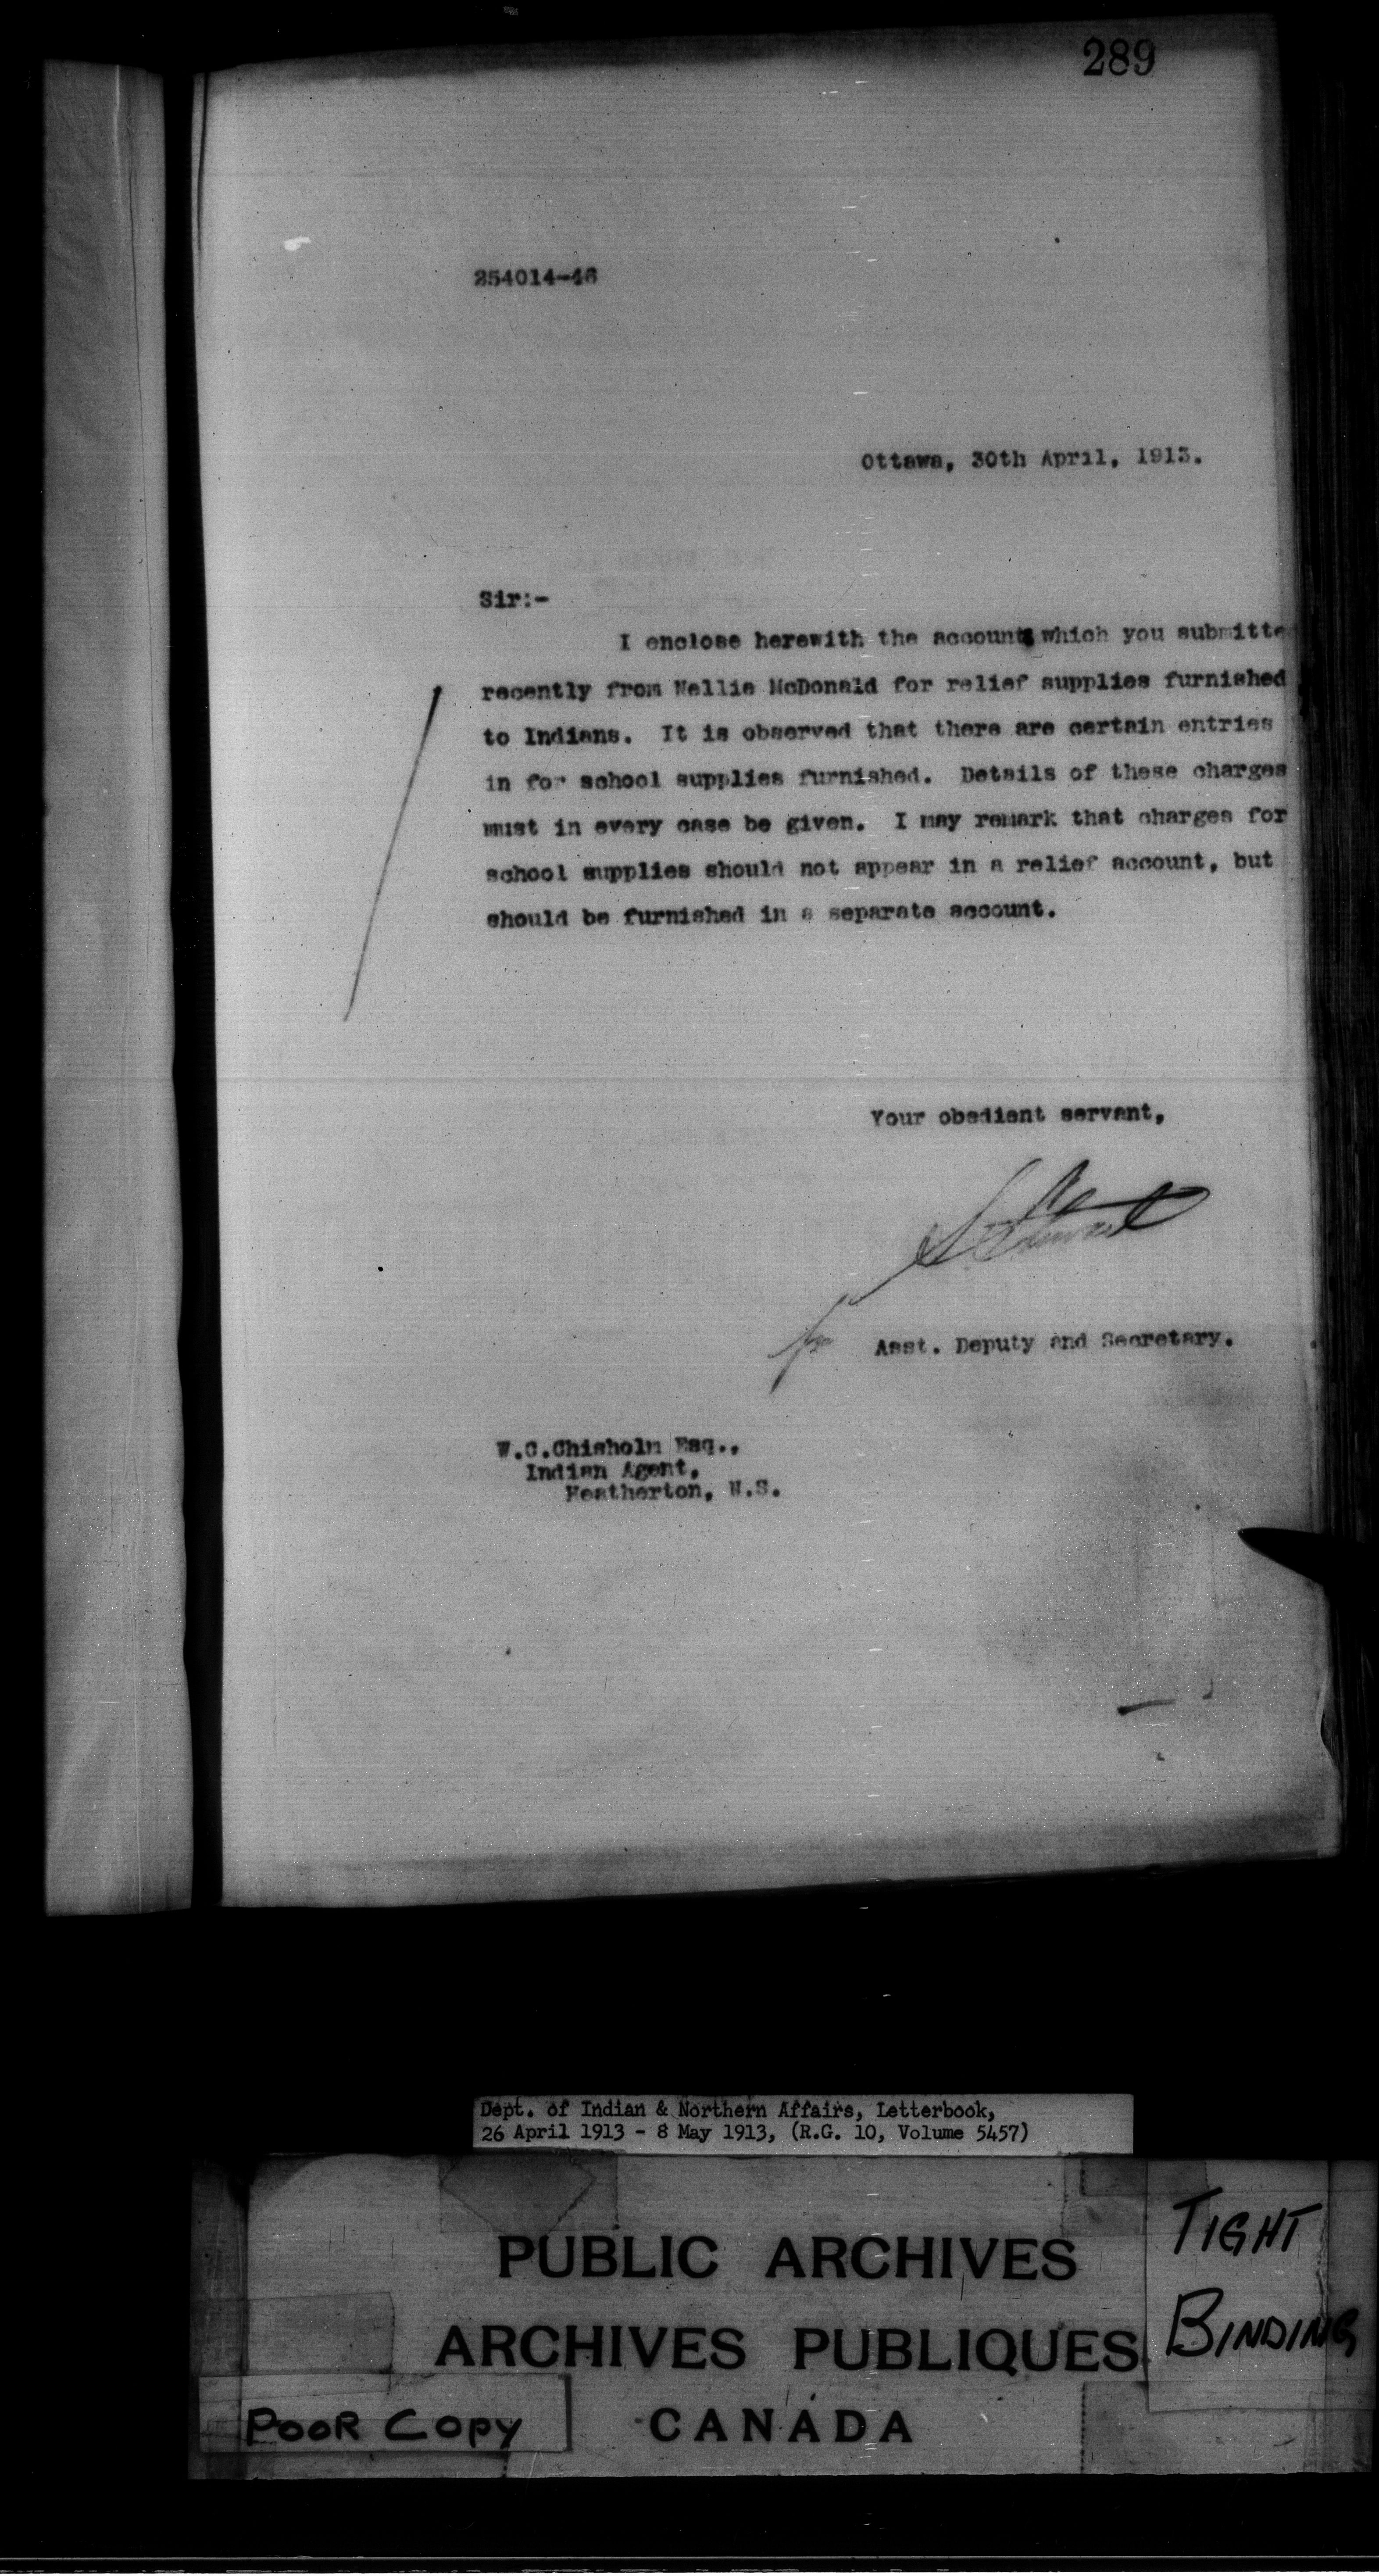 289
254014-46
Ottawa, 30th April, 1913.
Sir:-
I enclose herewith the account which you submitte
recently from Nellie McDonald for relief supplies furnished
to Indians. It is observed that there are certain entries
in for school supplies furnished. Details of these charges
must in every case be given. I may remark that charges for
school supplies should not appear in a relief account, but
should be furnished in a separate account.
Your obedient servant,
S Stewart
for Asst. Deputy and Secretary.
W.C.Chisholm Esq.,
Indian Agent,
Heatherton, N.S.
Dept. of Indian & Northern Affairs, Letterbook,
26 April 1913 - 8 May 1913, (R.G. 10, Volume 5457)
PUBLIC ARCHIVES
ARCHIVES PUBLIQUES
CANADA
TIGHT
BINDING
POOR COPY